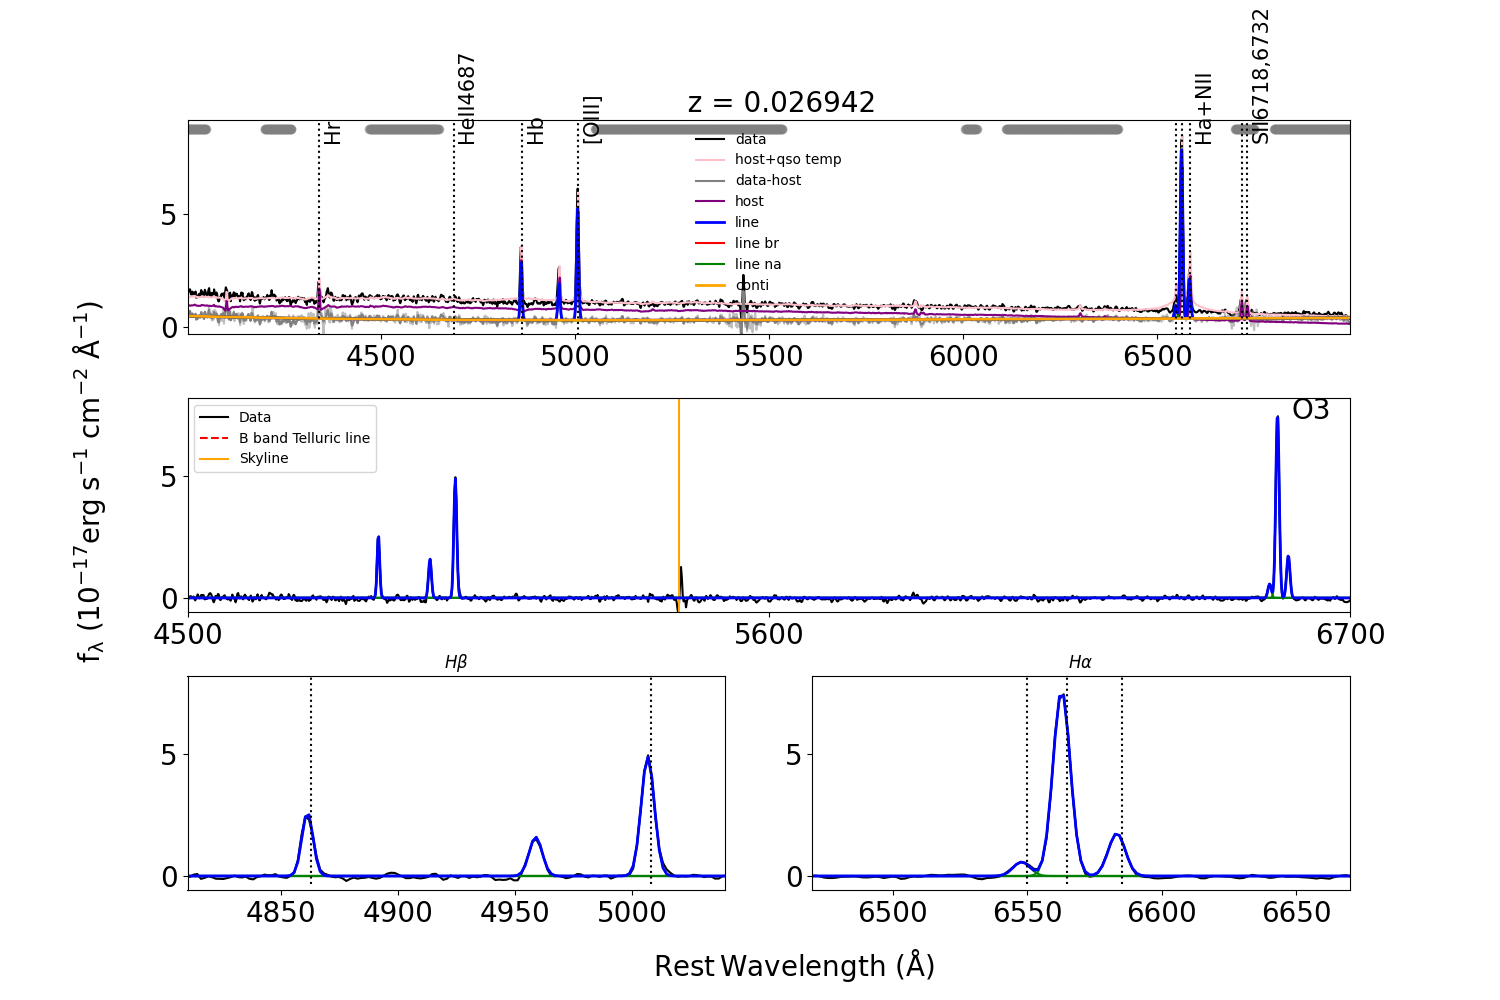 z = 0.026942
Hr
HeII4687
Hb
[OIII]
Ha+NII
SII6718,6732
data
host+qso temp
data-host
host
line
line br
line na
conti
5
0
4500 5000 5500 6000 6500
fλ (10−17erg s−1 cm−2 Å−1)
Data
B band Telluric line
Skyline
O3
5
0
4500 5600 6700
Hβ
5
0
4850 4900 4950 5000
Hα
5
0
6500 6550 6600 6650
Rest Wavelength (Å)